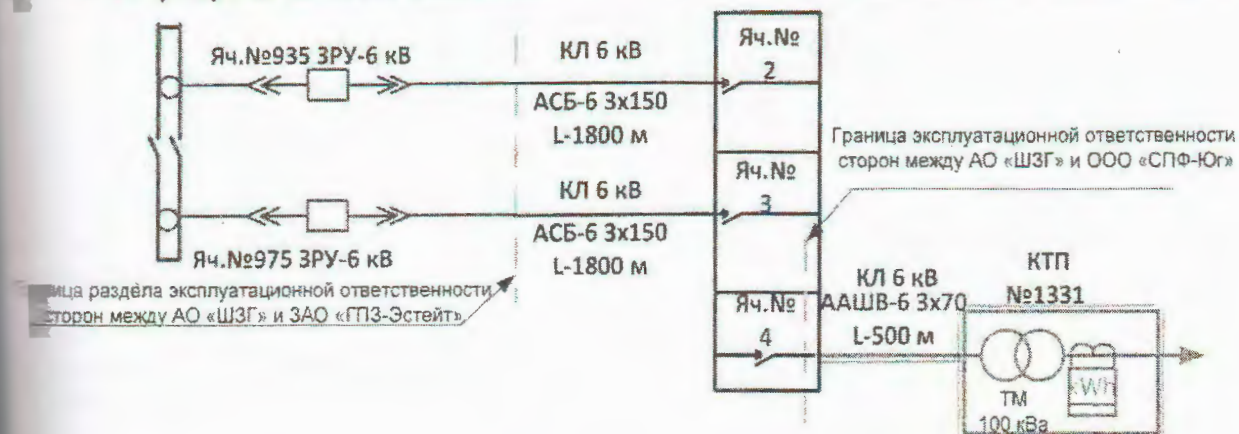 Яч.№935 ЗРУ-6 кВ
КЛ 6 кВ
АСБ-6 3х150
L-1800 м
Яч.№
2
Граница эксплуатационной ответственности
сторон между АО «ШЗГ» и ООО «СПФ-Юг»
Яч.№
3
КЛ 6 кВ
АСБ-6 3х150
L-1800 м
Яч.№975 ЗРУ-6 кВ
раздела эксплуатационной ответственности
сторон между АО «ШЗГ» и ЗАО «ГПЗ-Эстейт»
Яч.№
4
КЛ 6 кВ
ААШВ-6 3х70
L-500 м
КТП
№1331
kWh
ТМ
100 кВа